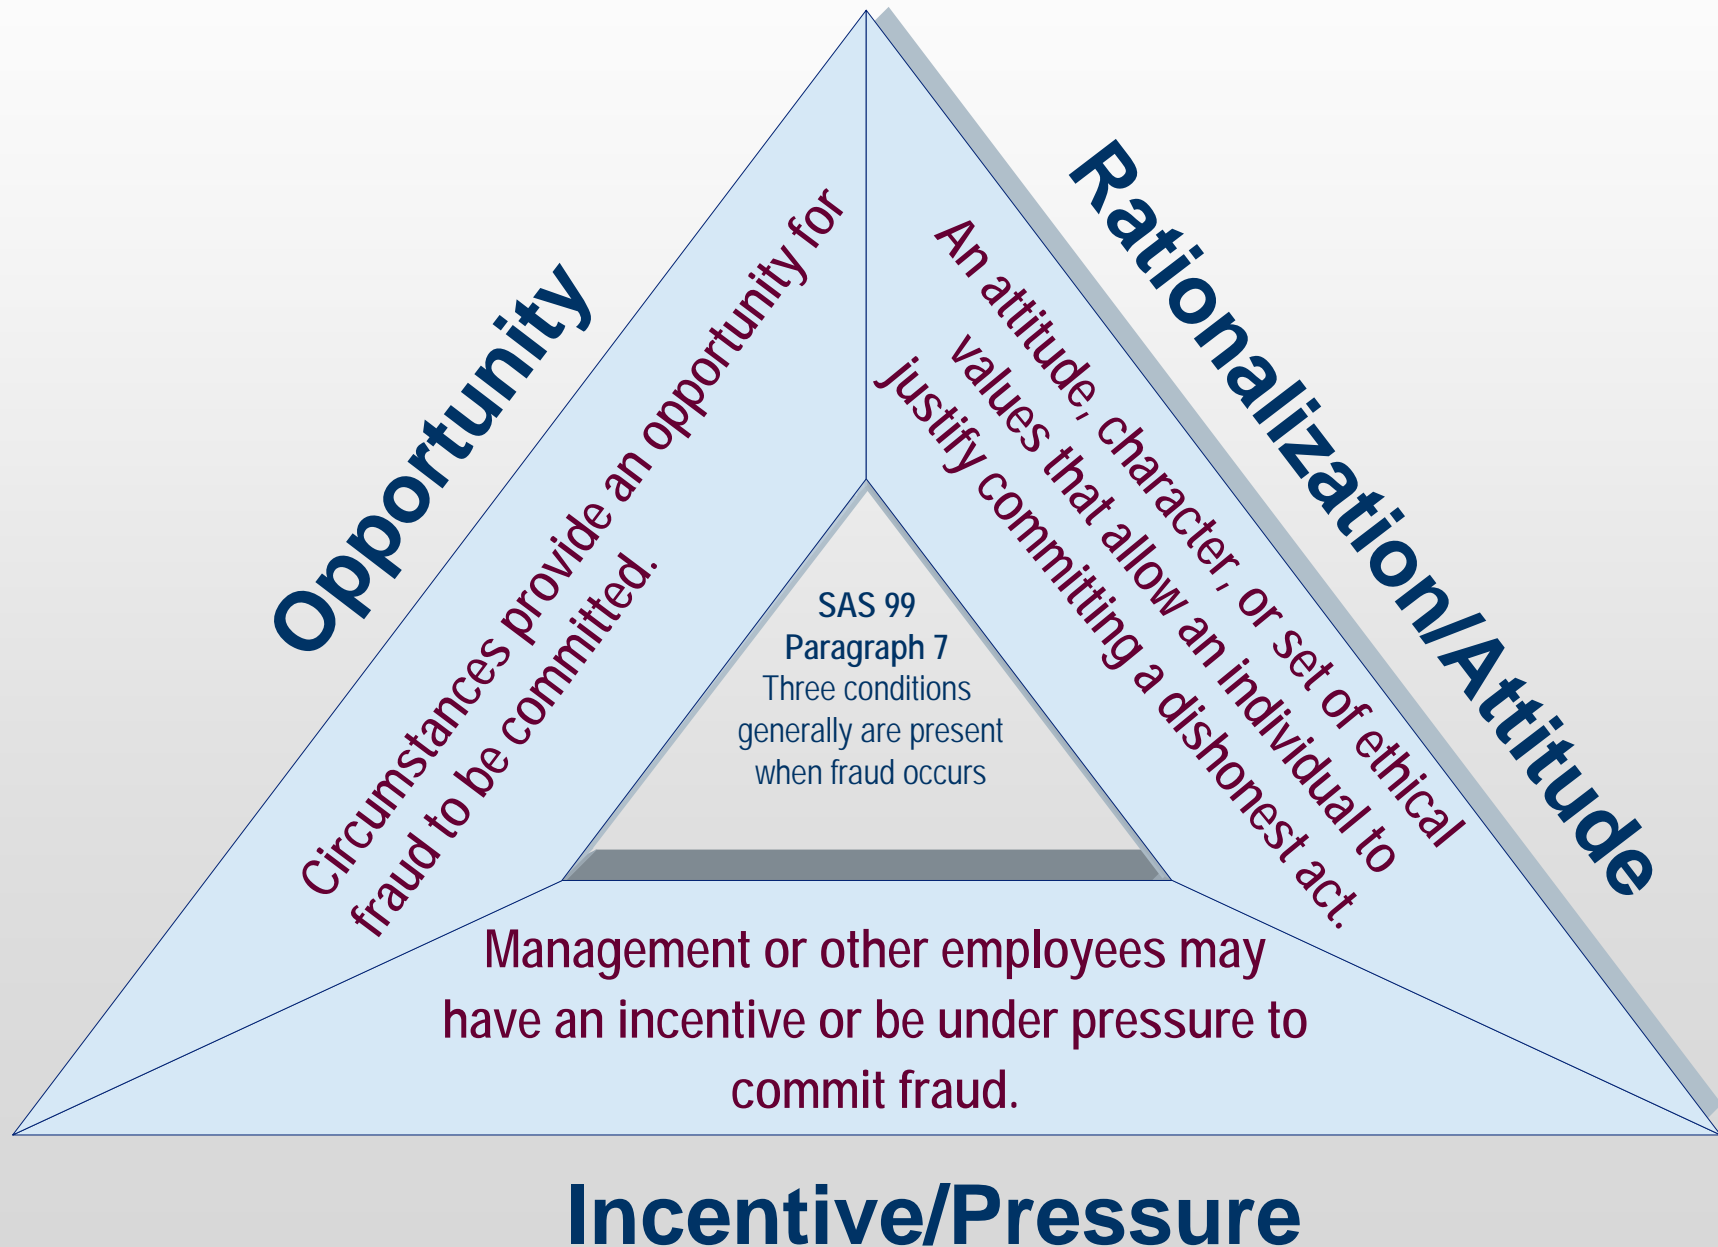 Opportunity
Circumstances provide an opportunity for
fraud to be committed.
Rationalization/Attitude
An attitude, character, or set of ethical
values that allow an individual to
justify committing a dishonest act.
SAS 99
Paragraph 7
Three conditions
generally are present
when fraud occurs
Management or other employees may
have an incentive or be under pressure to
commit fraud.
Incentive/Pressure